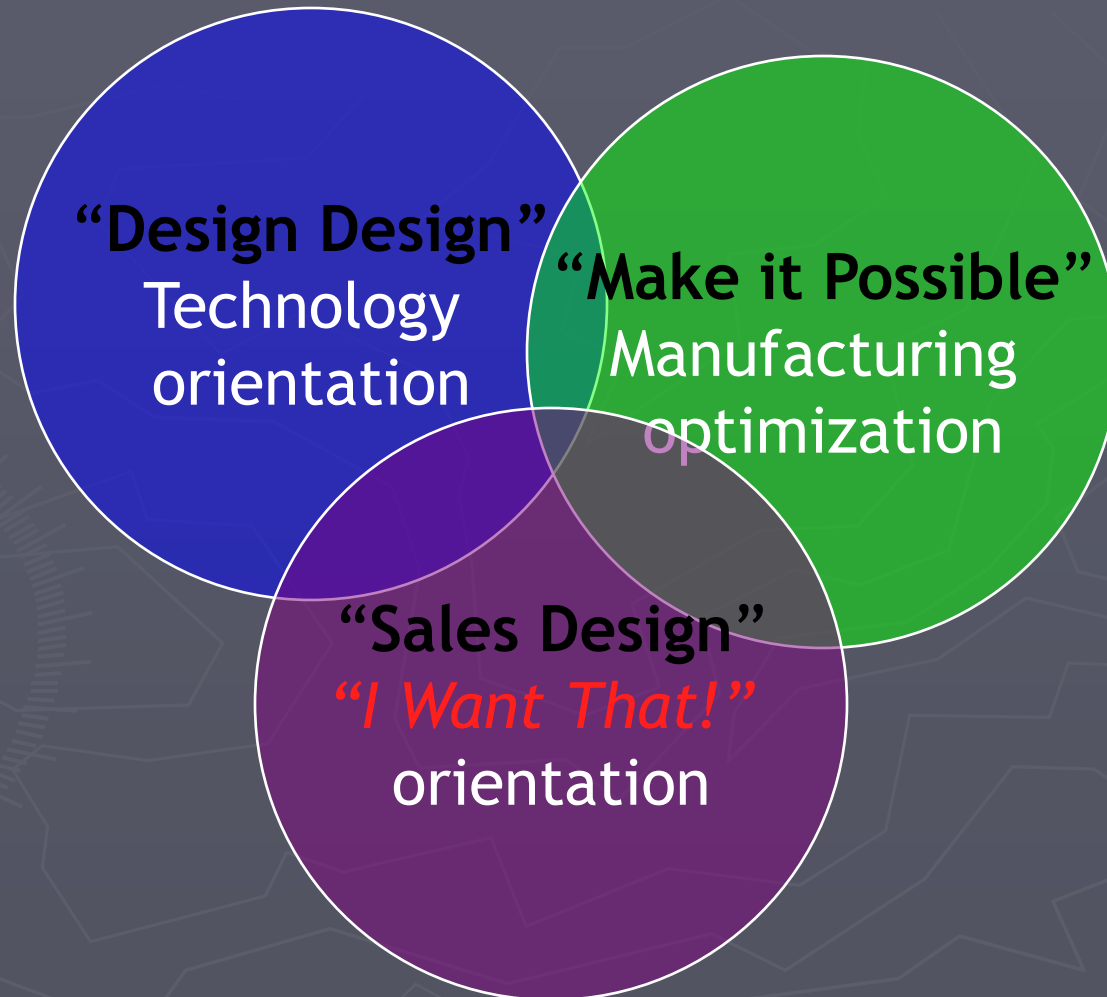 “Design Design”
Technology
orientation
“Make it Possible”
Manufacturing
optimization
“Sales Design”
“I Want That!”
orientation